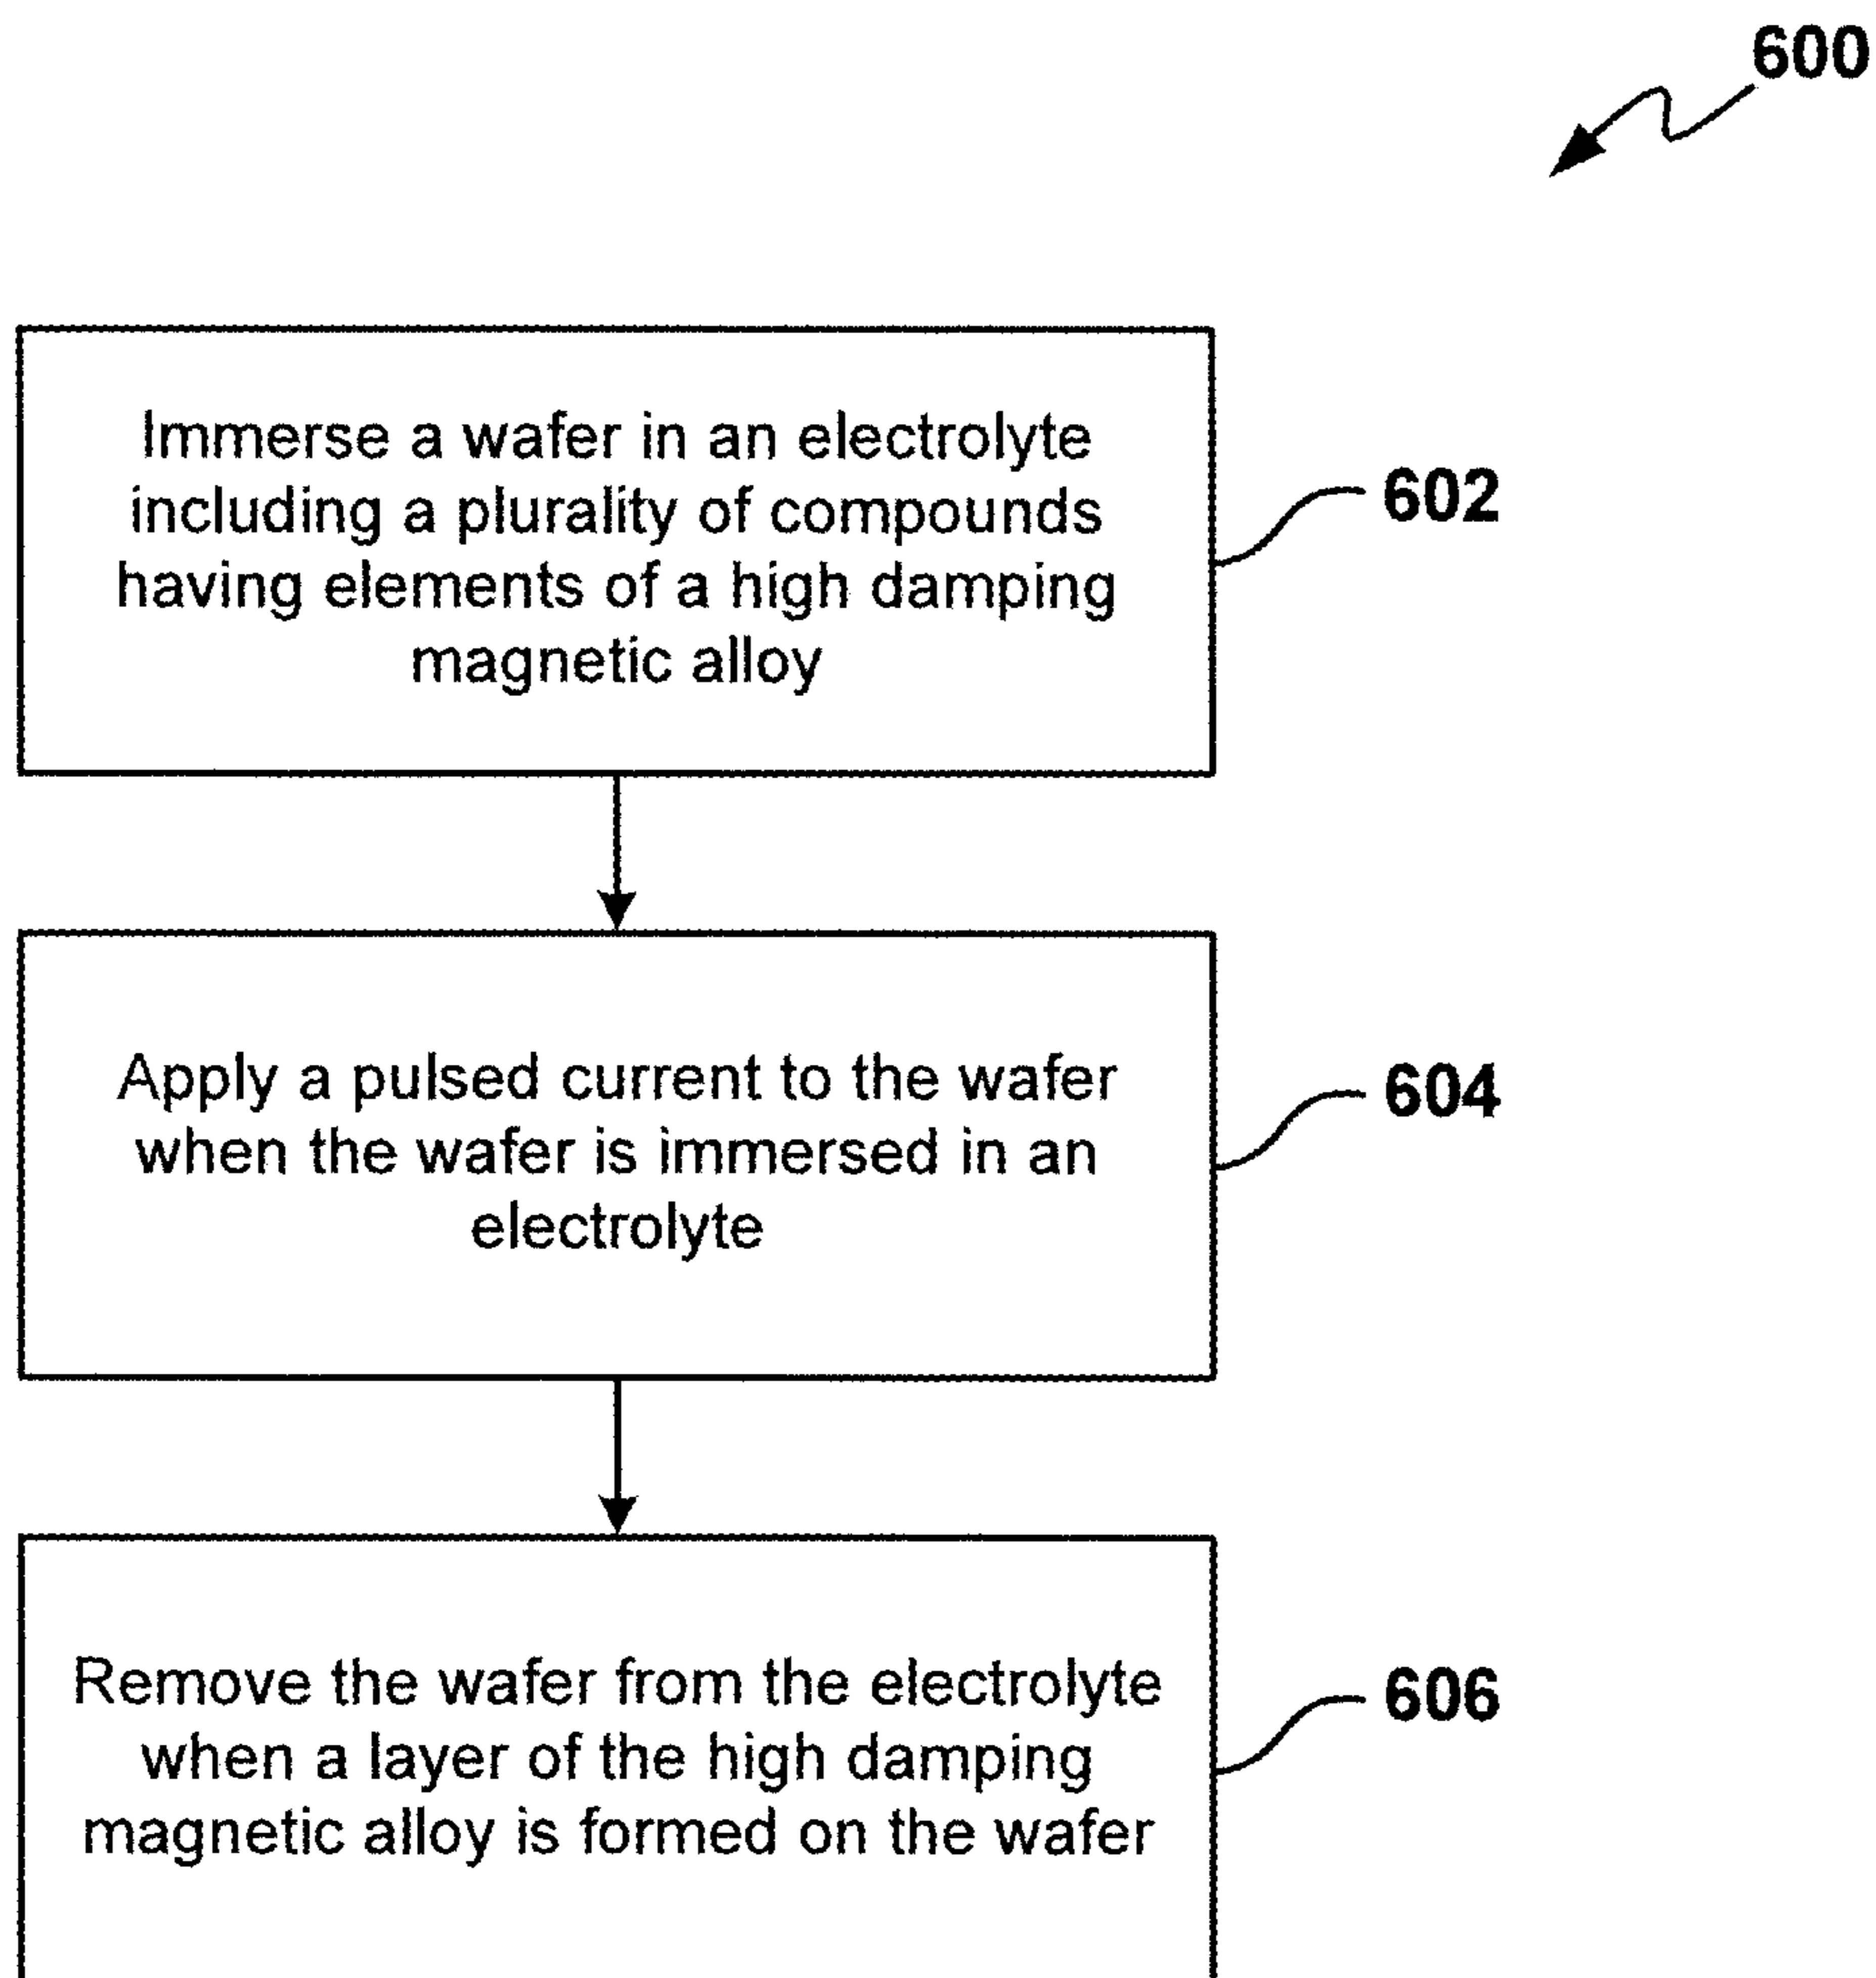 600
Immerse a wafer in an electrolyte
including a plurality of compounds
having elements of a high damping
magnetic alloy
602
Apply a pulsed current to the wafer
when the wafer is immersed in an
electrolyte
604
Remove the wafer from the electrolyte
when a layer of the high damping
magnetic alloy is formed on the wafer
606